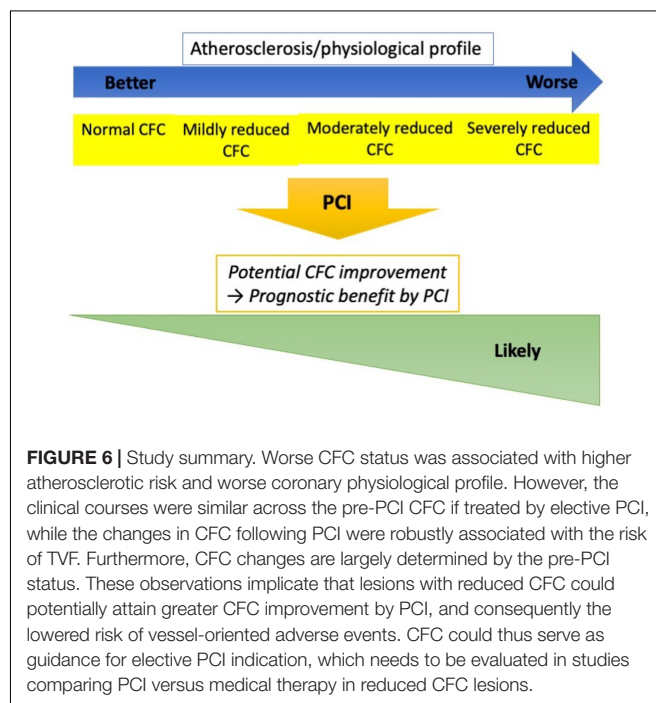 Atherosclerosis/physiological profile
Better Worse
Normal CFC Mildly reduced CFC Moderately reduced CFC Severely reduced CFC
PCI
Potential CFC improvement
→ Prognostic benefit by PCI
Likely
FIGURE 6 | Study summary. Worse CFC status was associated with higher
atherosclerotic risk and worse coronary physiological profile. However, the
clinical courses were similar across the pre-PCI CFC if treated by elective PCI,
while the changes in CFC following PCI were robustly associated with the risk
of TVF. Furthermore, CFC changes are largely determined by the pre-PCI
status. These observations implicate that lesions with reduced CFC could
potentially attain greater CFC improvement by PCI, and consequently the
lowered risk of vessel-oriented adverse events. CFC could thus serve as
guidance for elective PCI indication, which needs to be evaluated in studies
comparing PCI versus medical therapy in reduced CFC lesions.